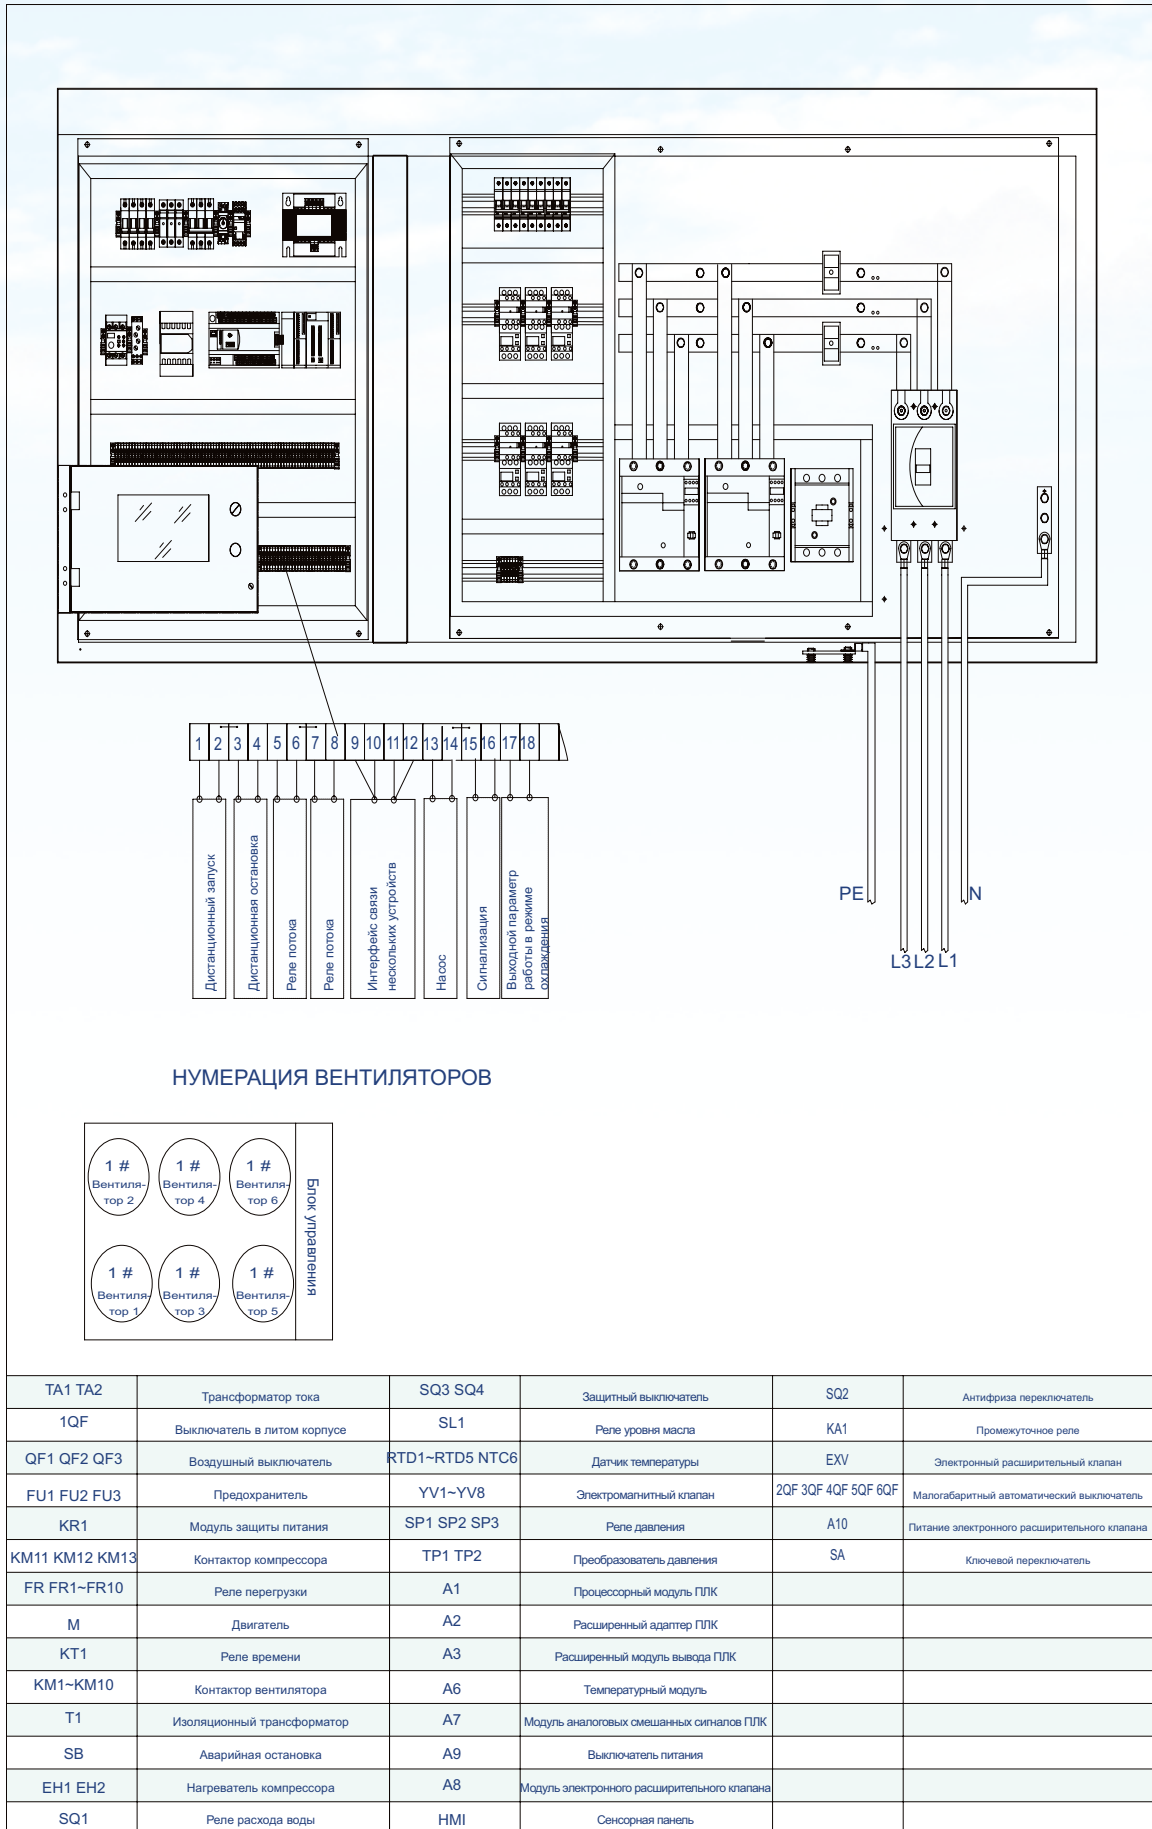 1 2 3 4 5 6 7 8 9 10 11 12 13 14 15 16 17 18
Дистанционный запуск
Дистанционная остановка
Реле потока
Реле потока
Интерфейс связи
нескольких устройств
Насос
Сигнализация
Выходной параметр
работы в режиме
охлаждения
PE
N
L3 L2 L1
НУМЕРАЦИЯ ВЕНТИЛЯТОРОВ
1 #
Вентиля-
тор 2
1 #
Вентиля-
тор 4
1 #
Вентиля-
тор 6
1 #
Вентиля-
тор 1
1 #
Вентиля-
тор 3
1 #
Вентиля-
тор 5
Блок управления
TA1 TA2 Трансформатор тока SQ3 SQ4 Защитный выключатель SQ2 Антифриза переключатель
1QF Выключатель в литом корпусе SL1 Реле уровня масла KA1 Промежуточное реле
QF1 QF2 QF3 Воздушный выключатель RTD1~RTD5 NTC6 Датчик температуры EXV Электронный расширительный клапан
FU1 FU2 FU3 Предохранитель YV1~YV8 Электромагнитный клапан 2QF 3QF 4QF 5QF 6QF Малогабаритный автоматический выключатель
KR1 Модуль защиты питания SP1 SP2 SP3 Реле давления A10 Питание электронного расширительного клапана
KM11 KM12 KM13 Контактор компрессора TP1 TP2 Преобразователь давления SA Ключевой переключатель
FR FR1~FR10 Реле перегрузки A1 Процессорный модуль ПЛК
M Двигатель A2 Расширенный адаптер ПЛК
KT1 Реле времени A3 Расширенный модуль вывода ПЛК
KM1~KM10 Контактор вентилятора A6 Температурный модуль
T1 Изоляционный трансформатор A7 Модуль аналоговых смешанных сигналов ПЛК
SB Аварийная остановка A9 Выключатель питания
EH1 EH2 Нагреватель компрессора A8 Модуль электронного расширительного клапана
SQ1 Реле расхода воды HMI Сенсорная панель